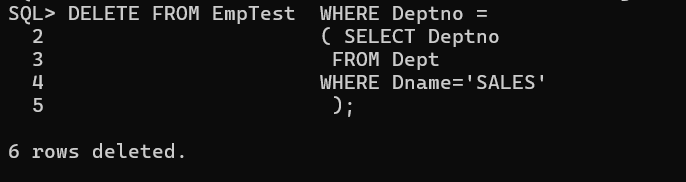 SQL> DELETE FROM EmpTest  WHERE Deptno =
  2                       ( SELECT Deptno
  3                        FROM Dept
  4                       WHERE Dname='SALES'
  5                        );
6 rows deleted.